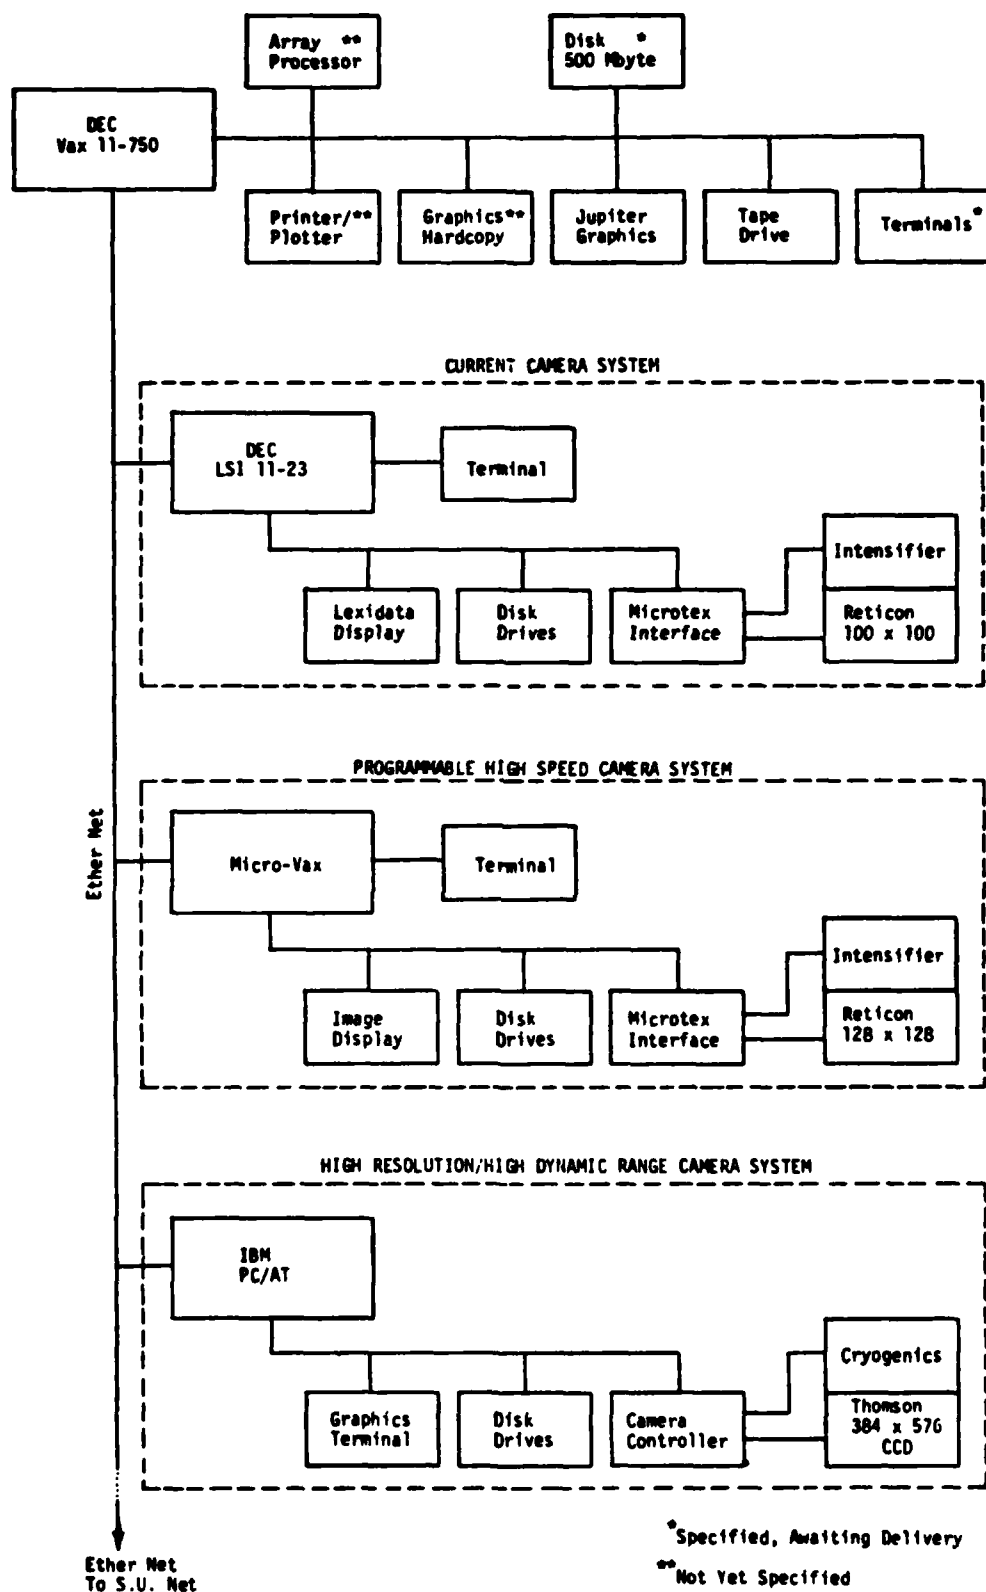 Array **
Processor
Disk *
500 Mbyte
DEC
Vax 11-750
Printer/**
Plotter
Graphics**
Hardcopy
Jupiter
Graphics
Tape
Drive
Terminals*
CURRENT CAMERA SYSTEM
DEC
LSI 11-23
Terminal
Intensifier
Lexidata
Display
Disk
Drives
Microtex
Interface
Reticon
100 x 100
PROGRAMMABLE HIGH SPEED CAMERA SYSTEM
Ether Net
Micro-Vax
Terminal
Intensifier
Image
Display
Disk
Drives
Microtex
Interface
Reticon
128 x 128
HIGH RESOLUTION/HIGH DYNAMIC RANGE CAMERA SYSTEM
IBM
PC/AT
Cryogenics
Graphics
Terminal
Disk
Drives
Camera
Controller
Thomson
384 x 576
CCD
*Specified, Awaiting Delivery
**Not Yet Specified
Ether Net
To S.U. Net